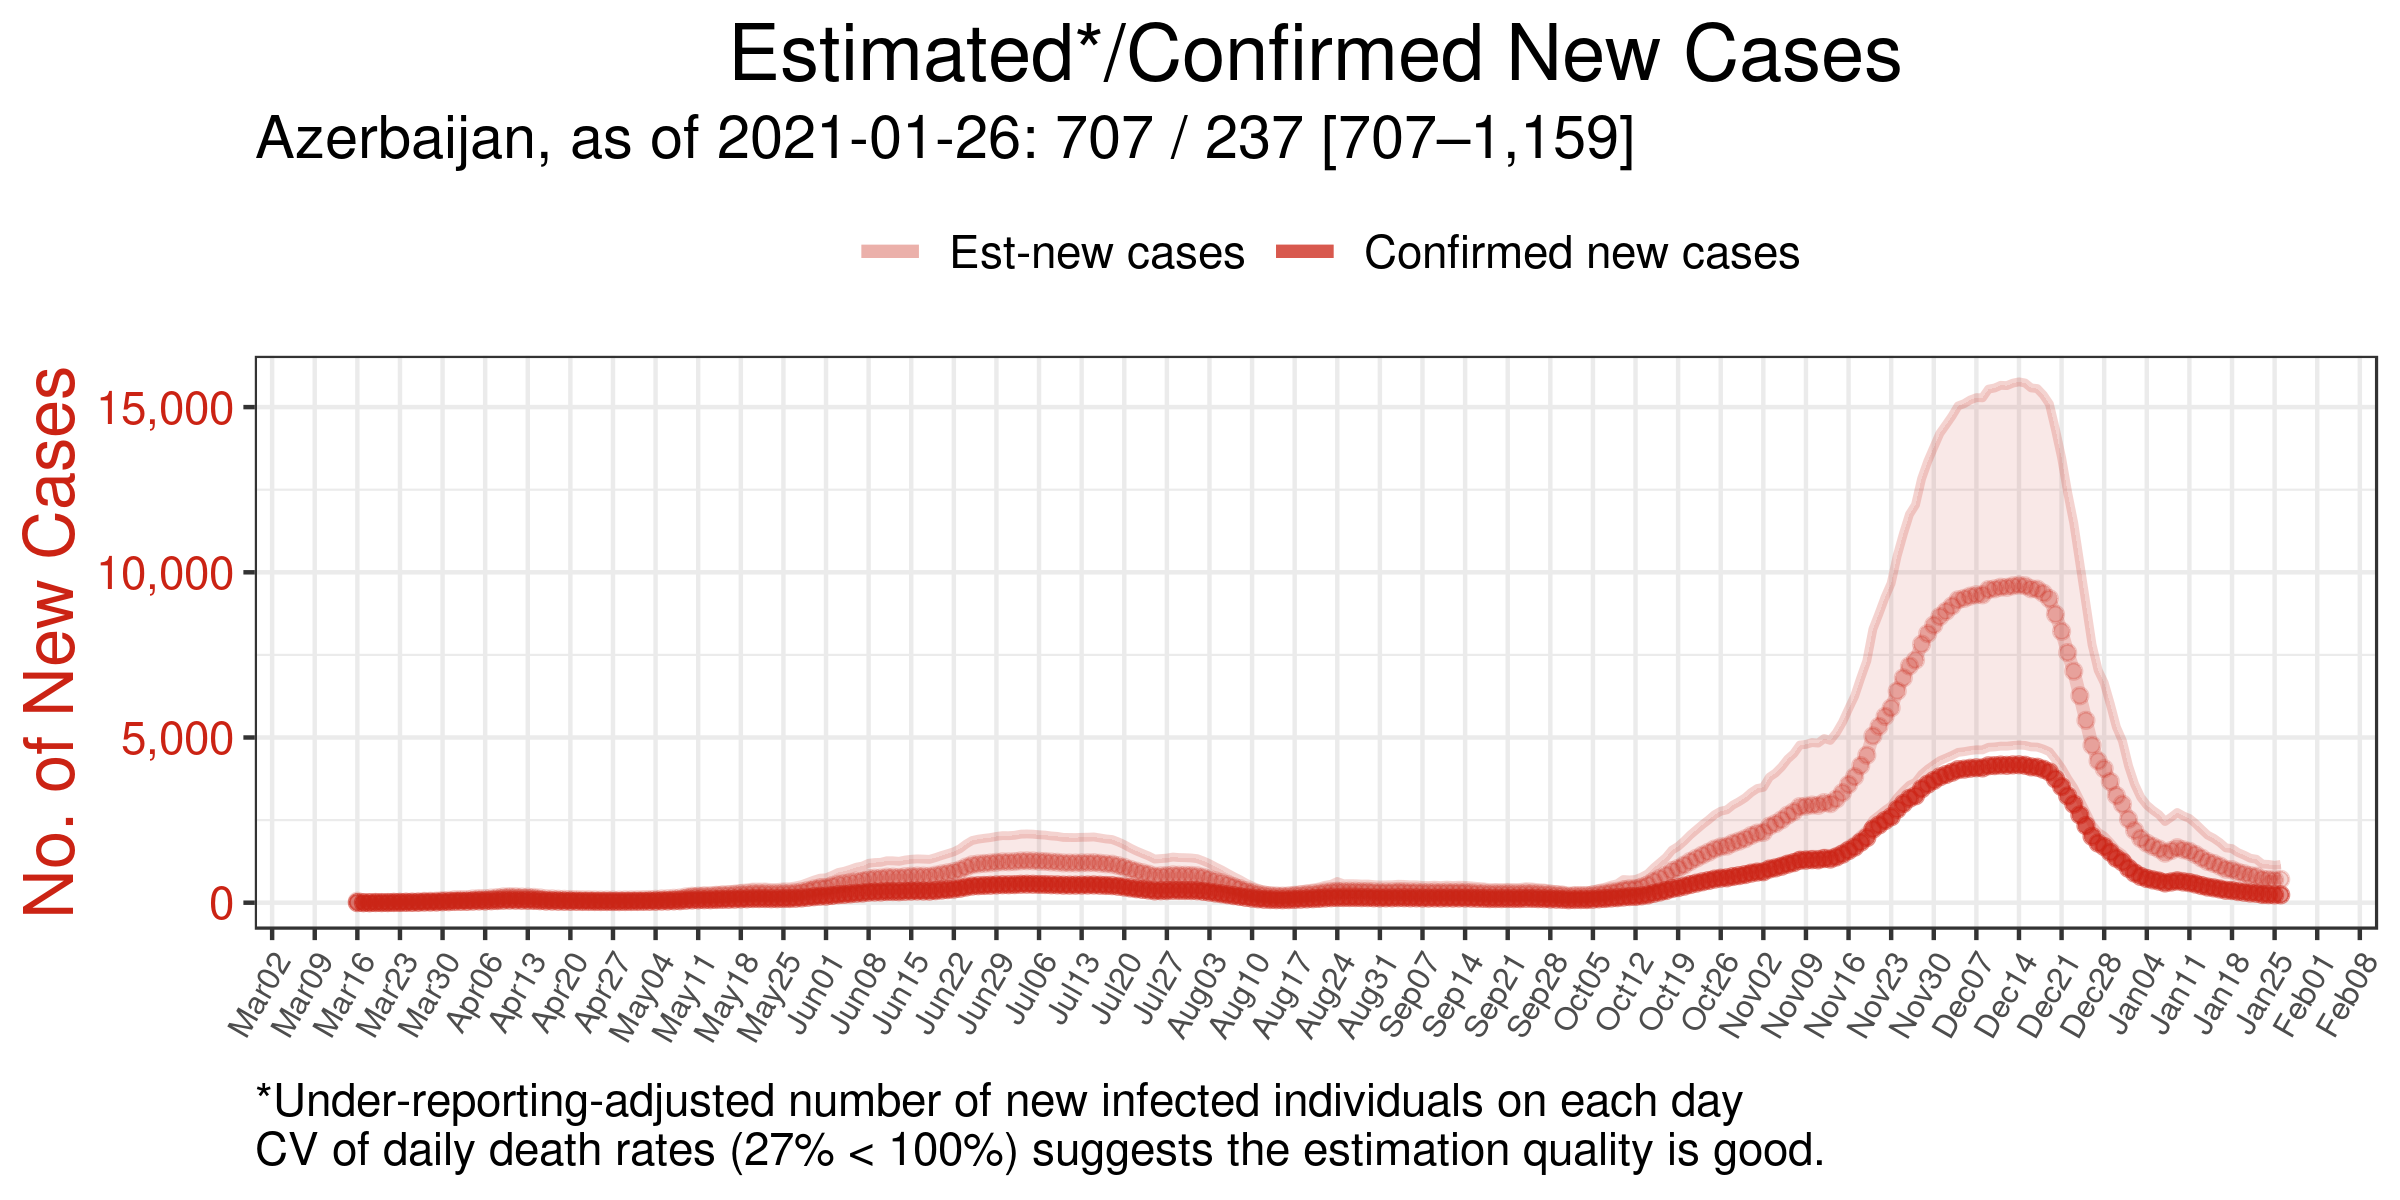 Estimated*/Confirmed New Cases
Azerbaijan, as of 2021-01-26: 707 / 237 [707–1,159]
Est-new cases Confirmed new cases
No. of New Cases
15,000
10,000
5,000
0
Mar02 Mar09 Mar16 Mar23 Mar30 Apr06 Apr13 Apr20 Apr27 May04 May11 May18 May25 Jun01 Jun08 Jun15 Jun22 Jun29 Jul06 Jul13 Jul20 Jul27 Aug03 Aug10 Aug17 Aug24 Aug31 Sep07 Sep14 Sep21 Sep28 Oct05 Oct12 Oct19 Oct26 Nov02 Nov09 Nov16 Nov23 Nov30 Dec07 Dec14 Dec21 Dec28 Jan04 Jan11 Jan18 Jan25 Feb01 Feb08
*Under-reporting-adjusted number of new infected individuals on each day
CV of daily death rates (27% < 100%) suggests the estimation quality is good.